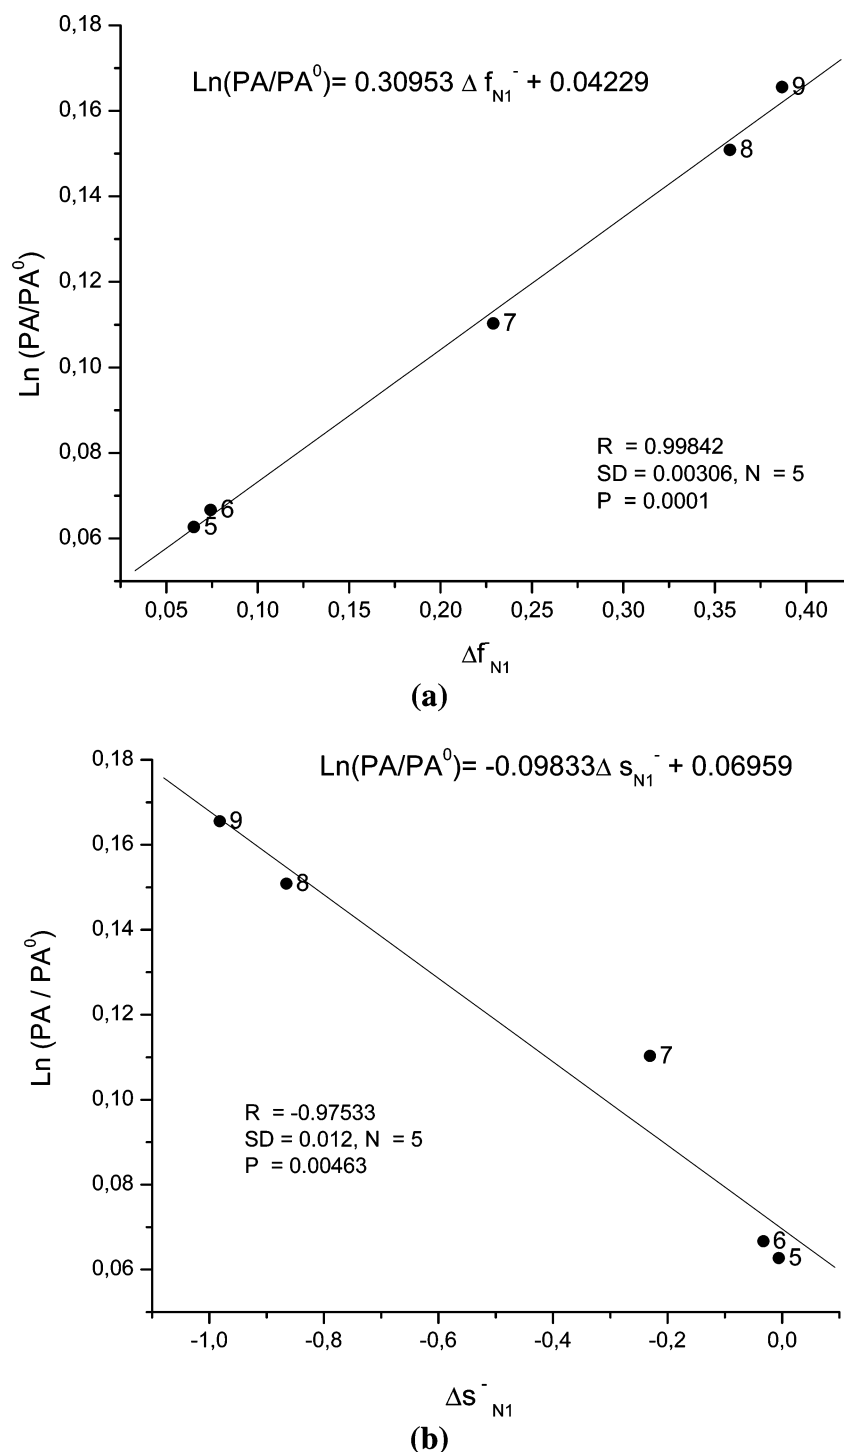 0,18
Ln(PA/PA⁰)= 0.30953 Δ f_N1⁻ + 0.04229
0,16
9
8
0,14
0,12
7
Ln (PA/PA⁰)
0,10
R = 0.99842
0,08
SD = 0.00306, N = 5
P = 0.0001
6
5
0,06
0,05 0,10 0,15 0,20 0,25 0,30 0,35 0,40
Δf⁻_N1
(a)
0,18
Ln(PA/PA⁰)= -0.09833Δ s_N1⁻ + 0.06959
9
0,16
8
0,14
0,12
7
Ln (PA / PA⁰)
0,10
R = -0.97533
SD = 0.012, N = 5
P = 0.00463
0,08
6
5
0,06
-1,0 -0,8 -0,6 -0,4 -0,2 0,0
Δs⁻_N1
(b)